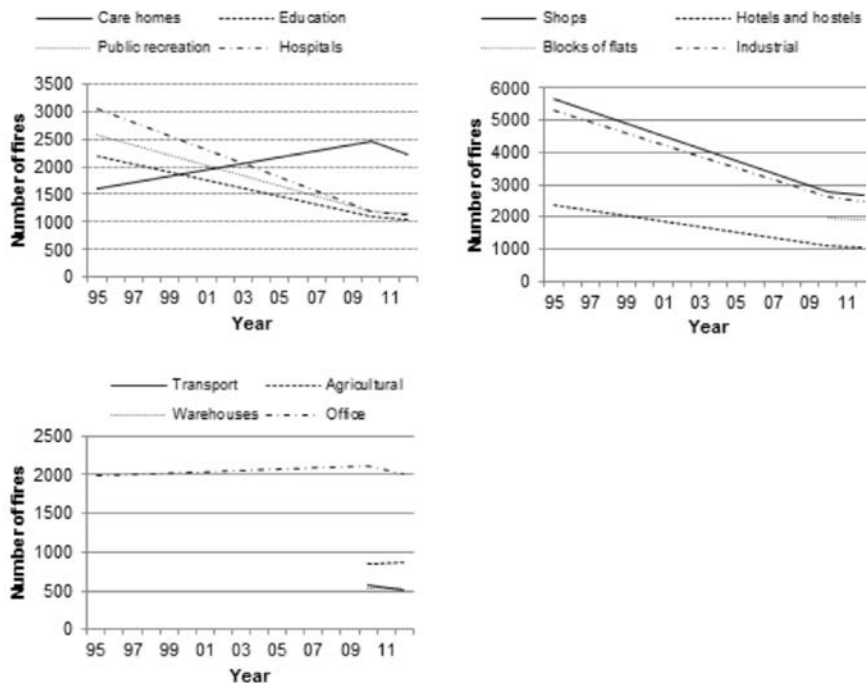 Care homes Education
Public recreation Hospitals
3500
3000
2500
2000
1500
1000
500
0
Number of fires
95 97 99 01 03 05 07 09 11
Year
Shops Hotels and hostels
Blocks of flats Industrial
6000
5000
4000
3000
2000
1000
0
Number of fires
95 97 99 01 03 05 07 09 11
Year
Transport Agricultural
Warehouses Office
2500
2000
1500
1000
500
0
Number of fires
95 97 99 01 03 05 07 09 11
Year